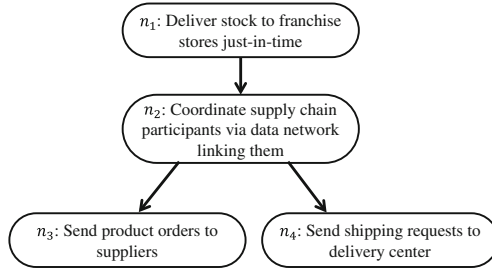 n₁: Deliver stock to franchise
stores just-in-time
n₂: Coordinate supply chain
participants via data network
linking them
n₃: Send product orders to
suppliers
n₄: Send shipping requests to
delivery center